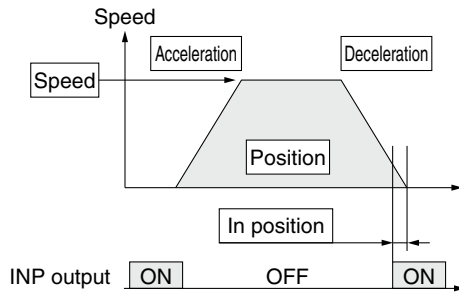 Speed
Acceleration
Deceleration
Speed
Position
In position
INP output
ON
OFF
ON